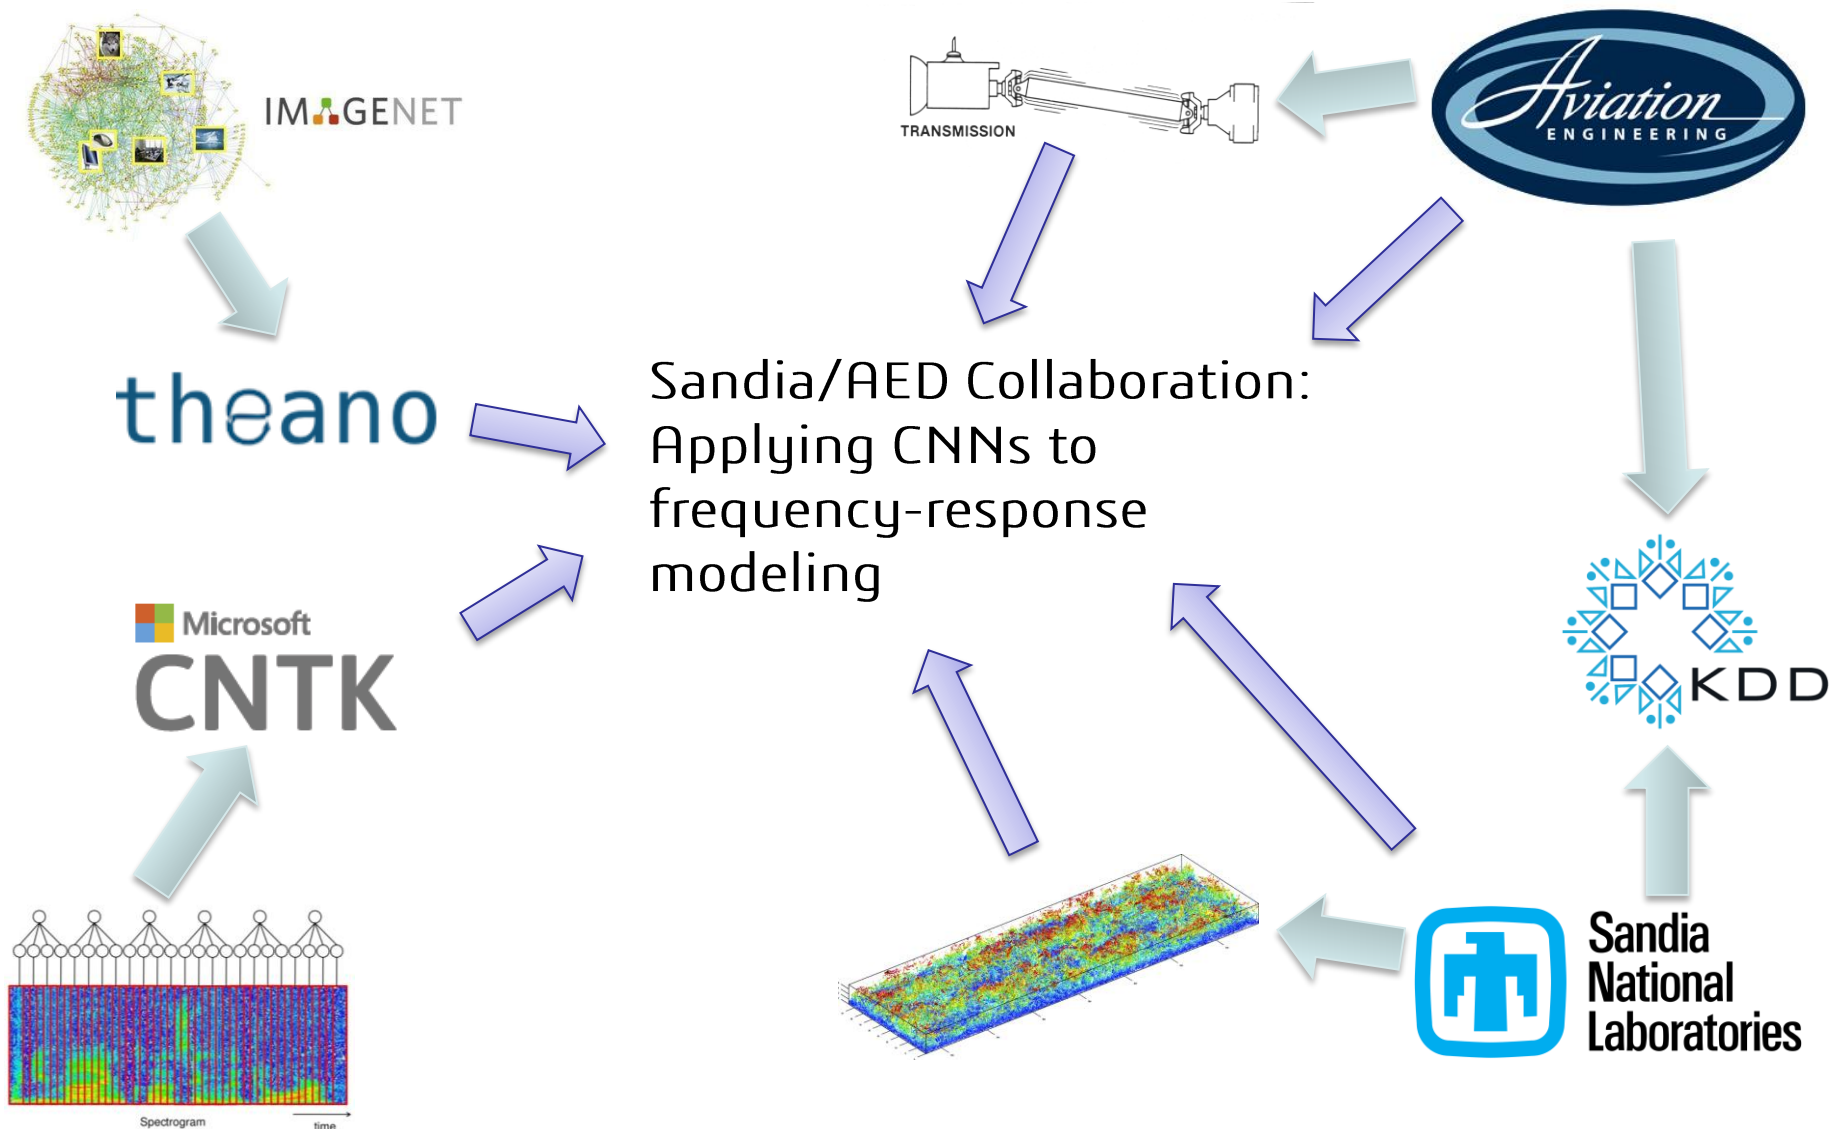 IMAGENET
TRANSMISSION
Aviation
ENGINEERING
theano
Sandia/AED Collaboration:
Applying CNNs to
frequency-response
modeling
Microsoft
CNTK
KDD
Sandia
National
Laboratories
Spectrogram
time